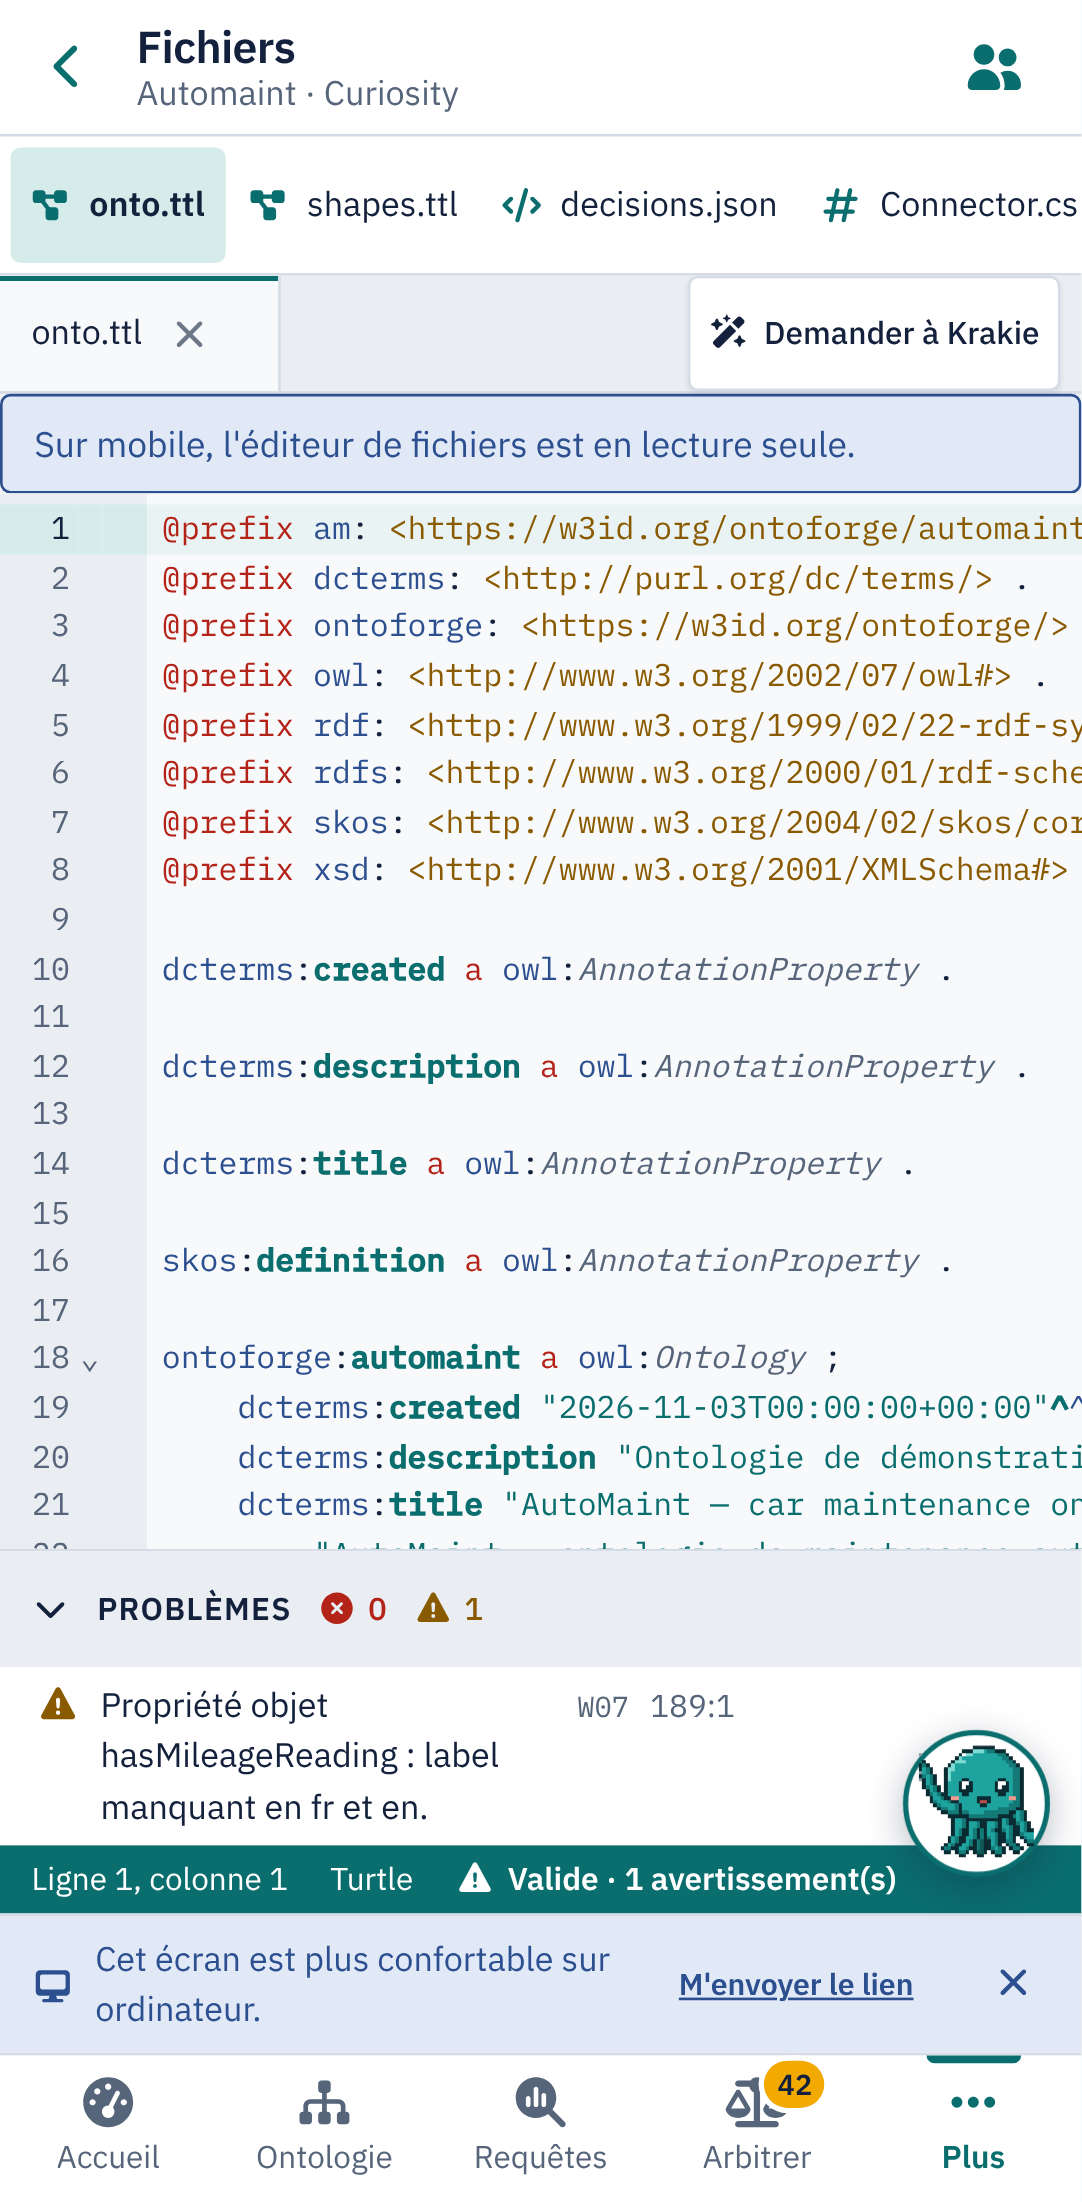 Fichiers
Automaint · Curiosity
onto.ttl
shapes.ttl
decisions.json
Connector.cs
onto.ttl
Demander à Krakie
Sur mobile, l'éditeur de fichiers est en lecture seule.
1 @prefix am: <https://w3id.org/ontoforge/automaint
2 @prefix dcterms: <http://purl.org/dc/terms/> .
3 @prefix ontoforge: <https://w3id.org/ontoforge/>
4 @prefix owl: <http://www.w3.org/2002/07/owl#> .
5 @prefix rdf: <http://www.w3.org/1999/02/22-rdf-sy
6 @prefix rdfs: <http://www.w3.org/2000/01/rdf-sche
7 @prefix skos: <http://www.w3.org/2004/02/skos/cor
8 @prefix xsd: <http://www.w3.org/2001/XMLSchema#>
9
10 dcterms:created a owl:AnnotationProperty .
11
12 dcterms:description a owl:AnnotationProperty .
13
14 dcterms:title a owl:AnnotationProperty .
15
16 skos:definition a owl:AnnotationProperty .
17
18 ontoforge:automaint a owl:Ontology ;
19 dcterms:created "2026-11-03T00:00:00+00:00"^^
20 dcterms:description "Ontologie de démonstrati
21 dcterms:title "AutoMaint — car maintenance on
PROBLÈMES 0 1
Propriété objet W07 189:1
hasMileageReading : label
manquant en fr et en.
Ligne 1, colonne 1 Turtle Valide · 1 avertissement(s)
Cet écran est plus confortable sur
ordinateur.
M'envoyer le lien
42
Accueil
Ontologie
Requêtes
Arbitrer
Plus